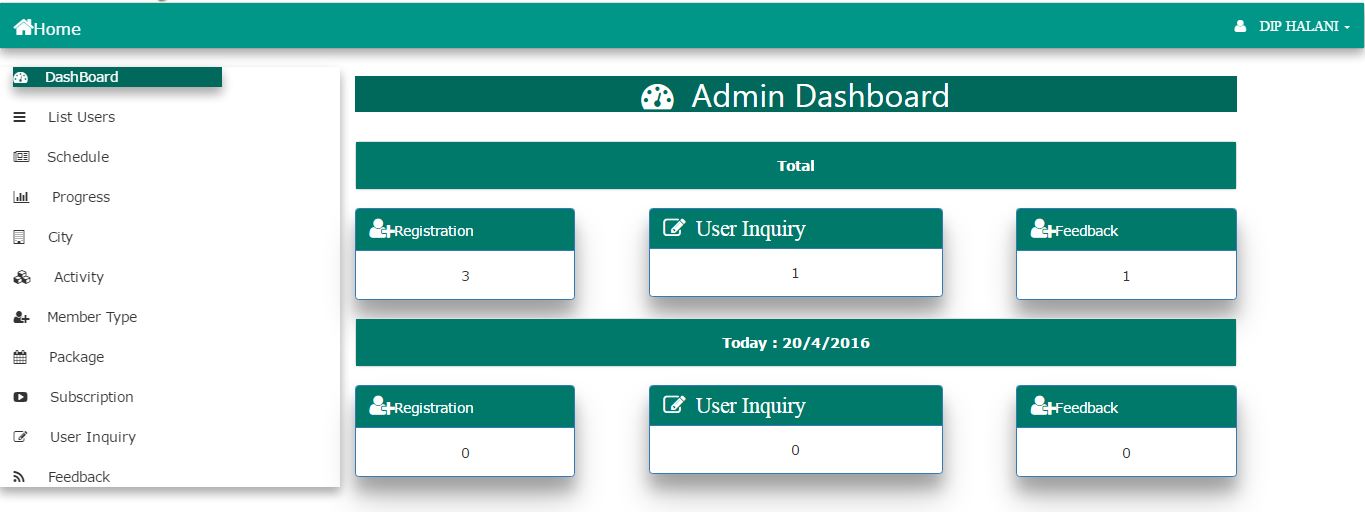 Home
DIP HALANI
DashBoard
List Users
Schedule
Progress
City
Activity
Member Type
Package
Subscription
User Inquiry
Feedback
Admin Dashboard
Total
Registration
3
User Inquiry
1
Feedback
1
Today : 20/4/2016
Registration
0
User Inquiry
0
Feedback
0